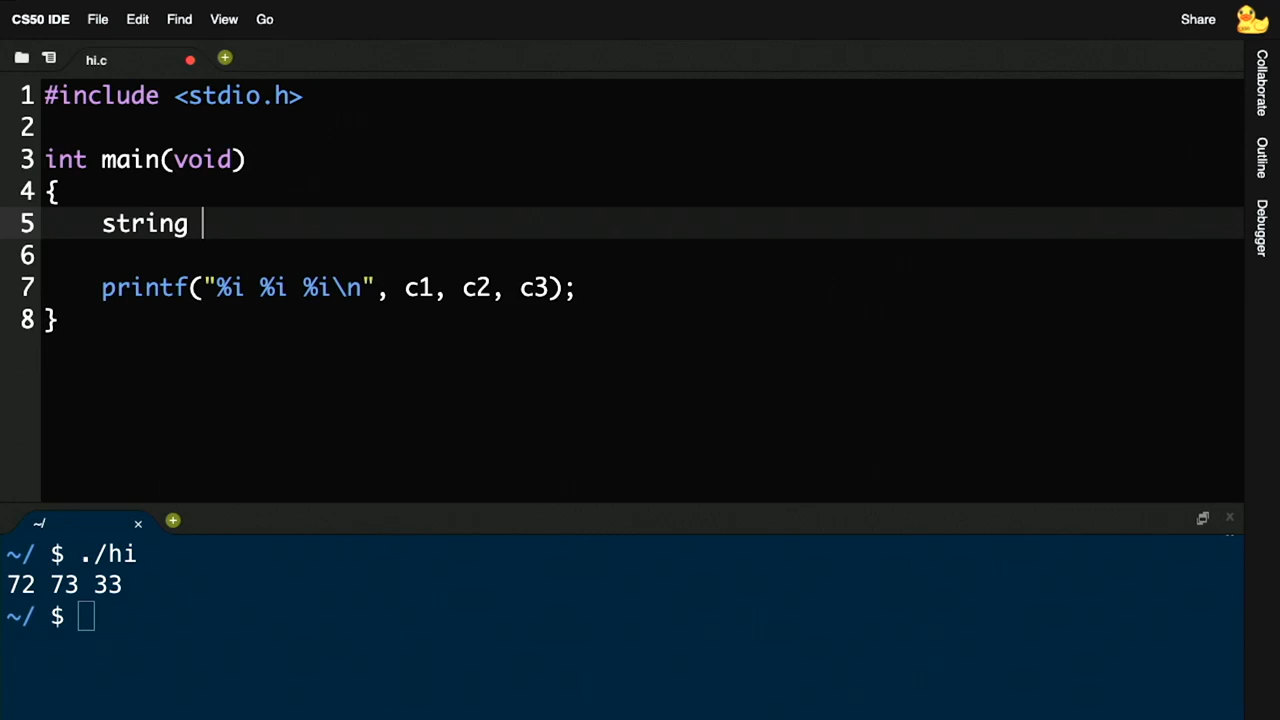 CS50 IDE File Edit Find View Go Share
hi.c
1 #include <stdio.h>
2
3 int main(void)
4 {
5     string
6
7     printf("%i %i %i\n", c1, c2, c3);
8 }
Collaborate
Outline
Debugger
~/
~/ $ ./hi
72 73 33
~/ $